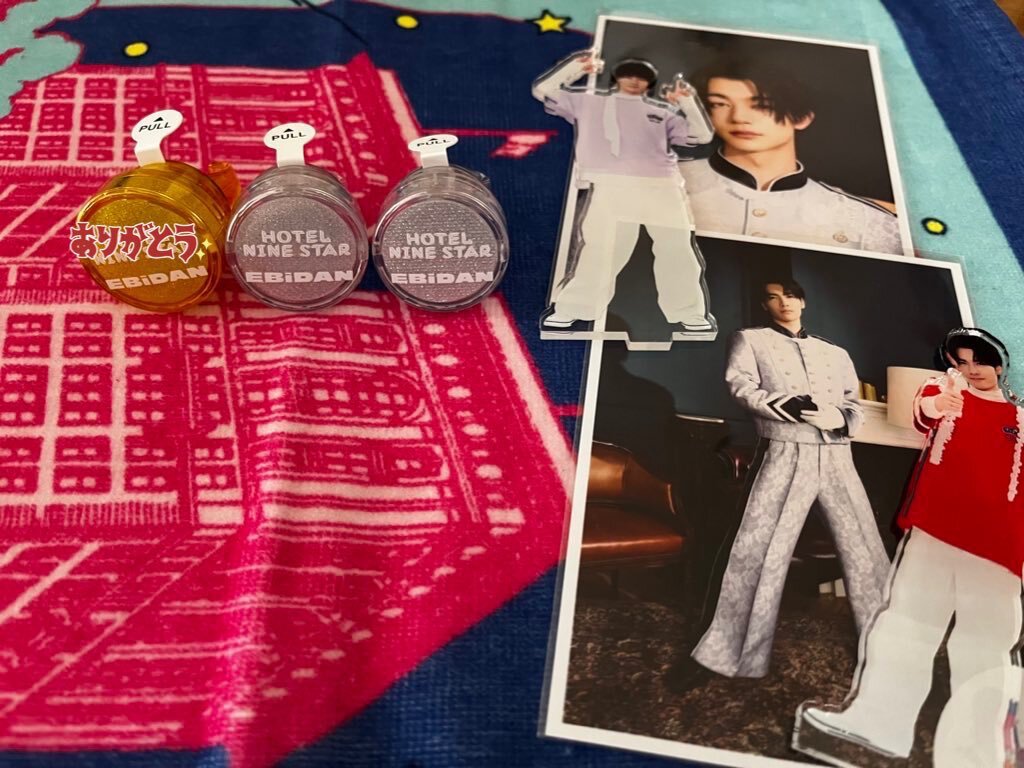 PULL
PULL
PULL
ありがとう
EBiDAN
HOTEL
NINE STAR
EBiDAN
HOTEL
NINE STAR
EBiDAN